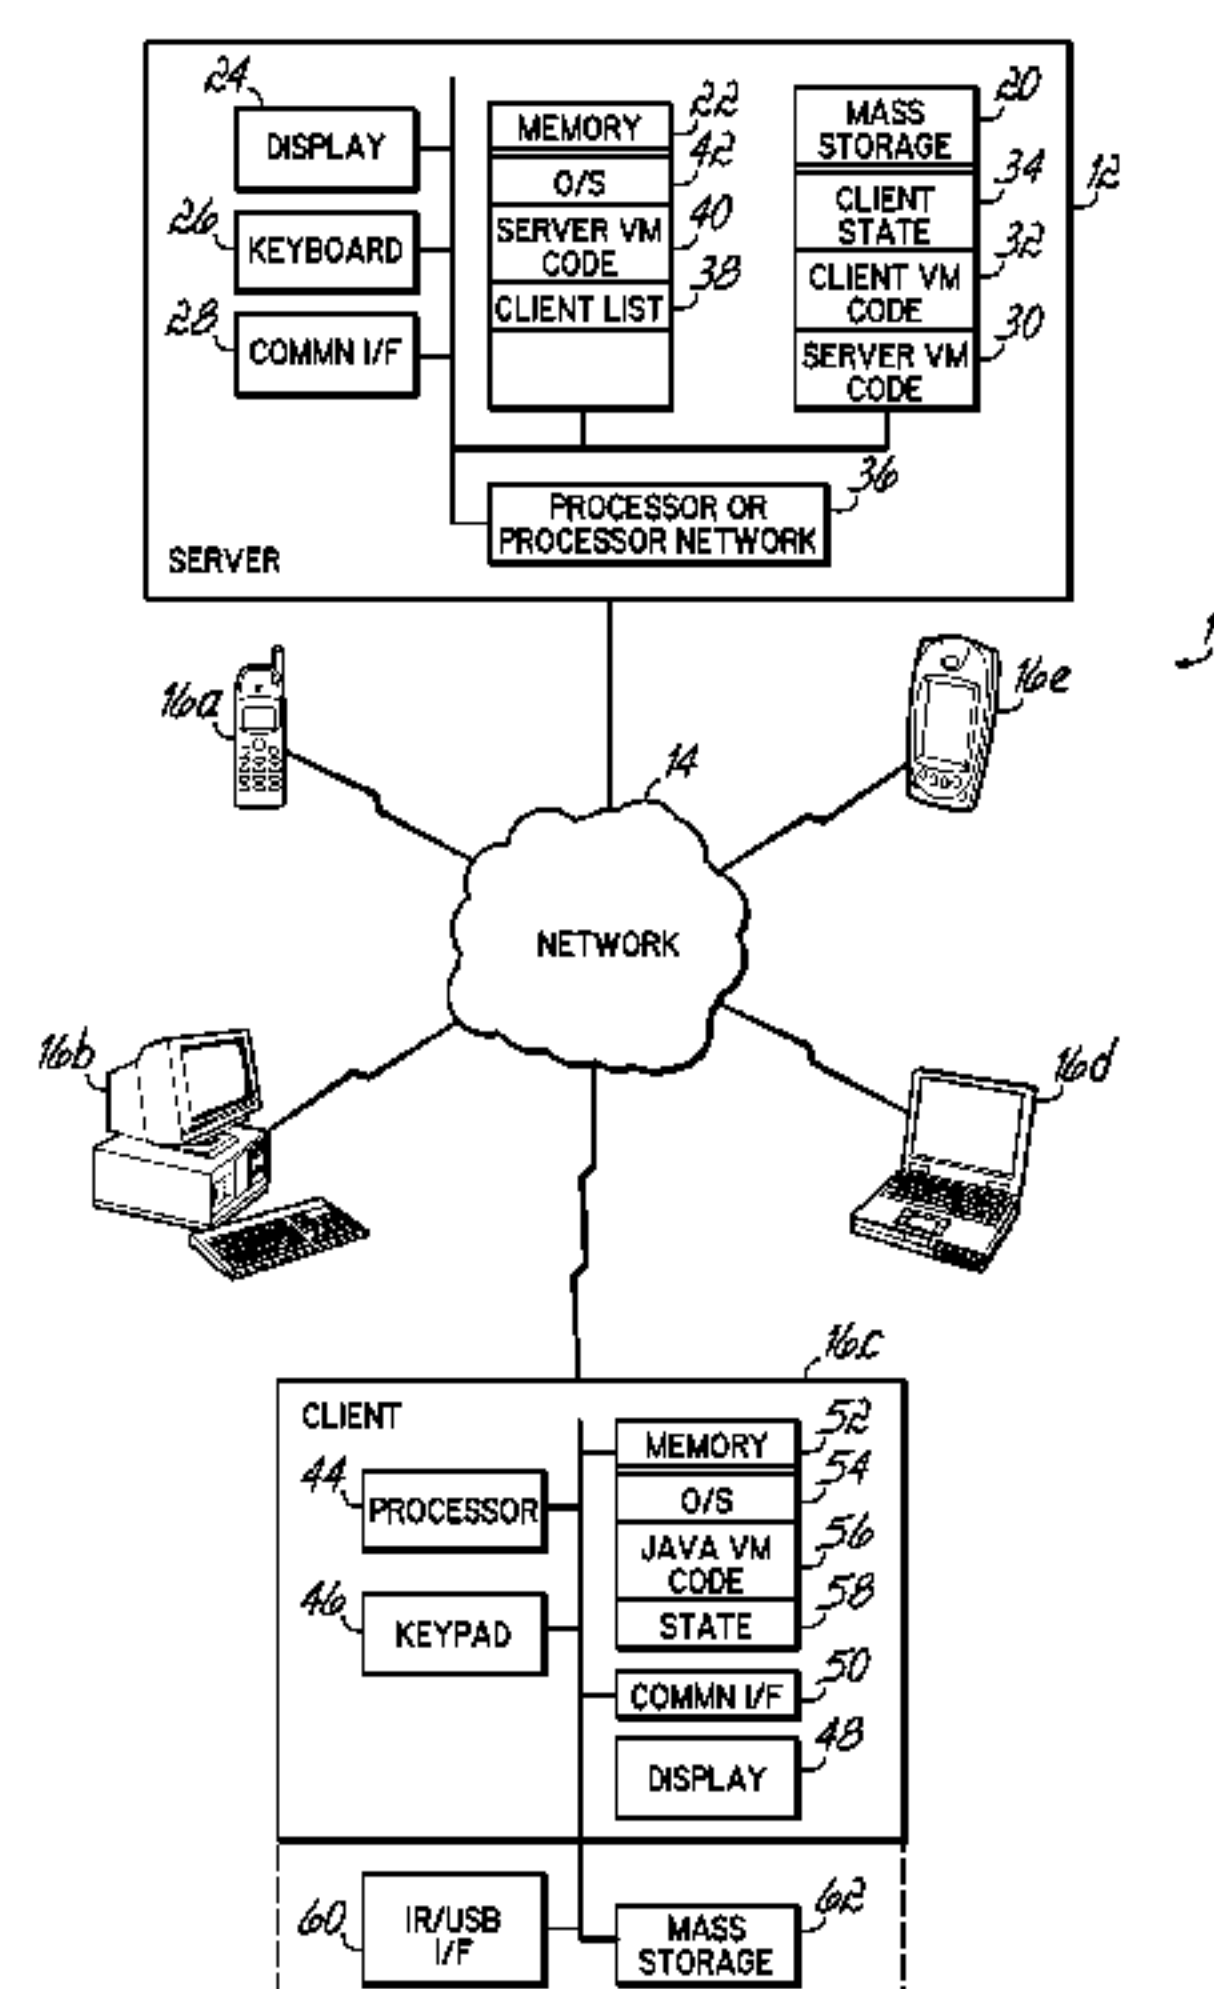 24
DISPLAY
26
KEYBOARD
28
COMMN I/F
22
MEMORY
42
O/S
40
SERVER VM
CODE
38
CLIENT LIST
20
MASS
STORAGE
34
CLIENT
STATE
32
CLIENT VM
CODE
30
SERVER VM
CODE
12
36
PROCESSOR OR
PROCESSOR NETWORK
SERVER
16a
16e
14
NETWORK
16b
16d
16c
CLIENT
44
PROCESSOR
46
KEYPAD
52
MEMORY
54
O/S
56
JAVA VM
CODE
58
STATE
50
COMMN I/F
48
DISPLAY
60
IR/USB
I/F
62
MASS
STORAGE